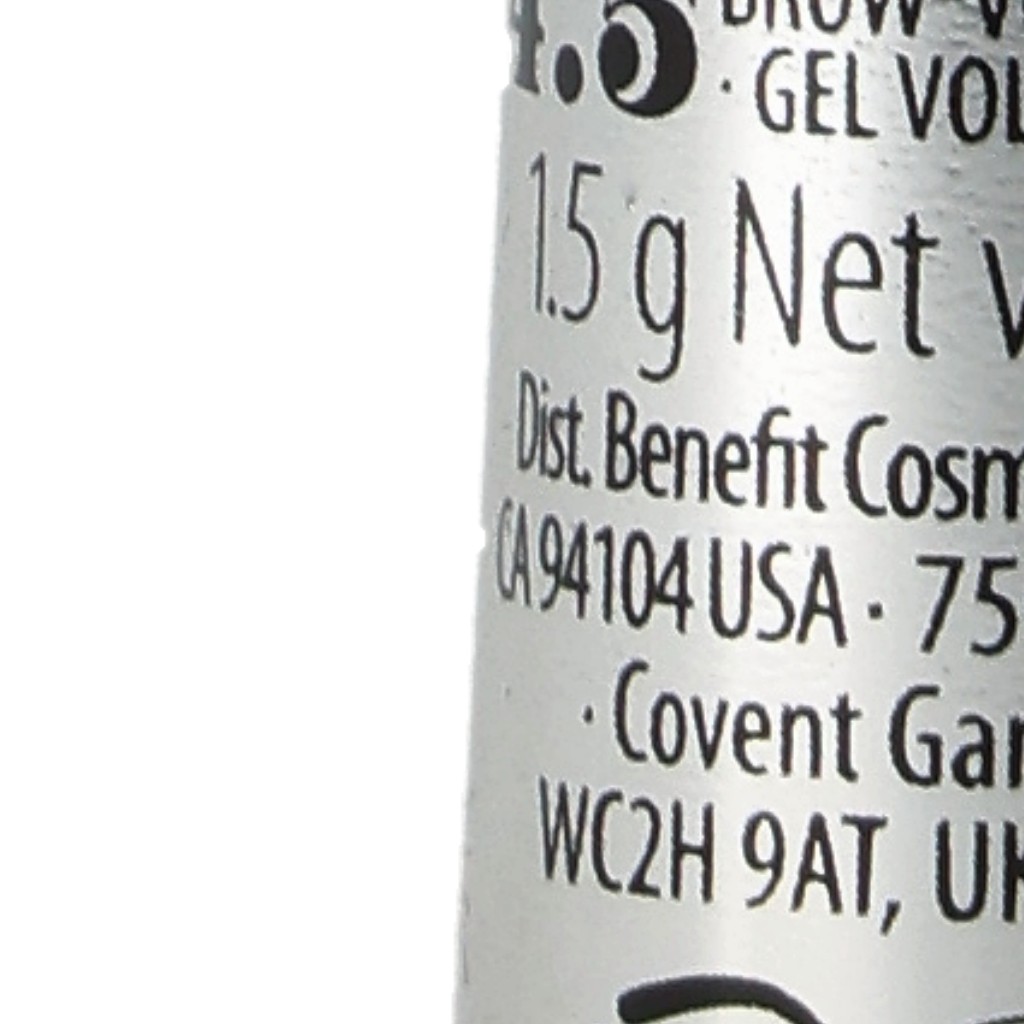 4.5
BROW-V
· GEL VOL
1.5 g Net
Dist. Benefit Cosm
CA 94104 USA · 75
· Covent Gar
WC2H 9AT, UK